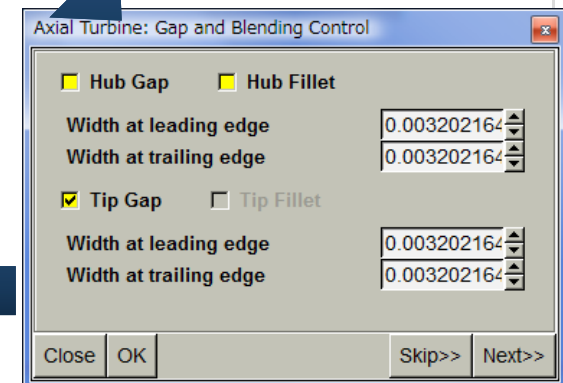 Axial Turbine: Gap and Blending Control
Hub Gap Hub Fillet
Width at leading edge 0.003202164
Width at trailing edge 0.003202164
Tip Gap Tip Fillet
Width at leading edge 0.003202164
Width at trailing edge 0.003202164
Close OK Skip>> Next>>